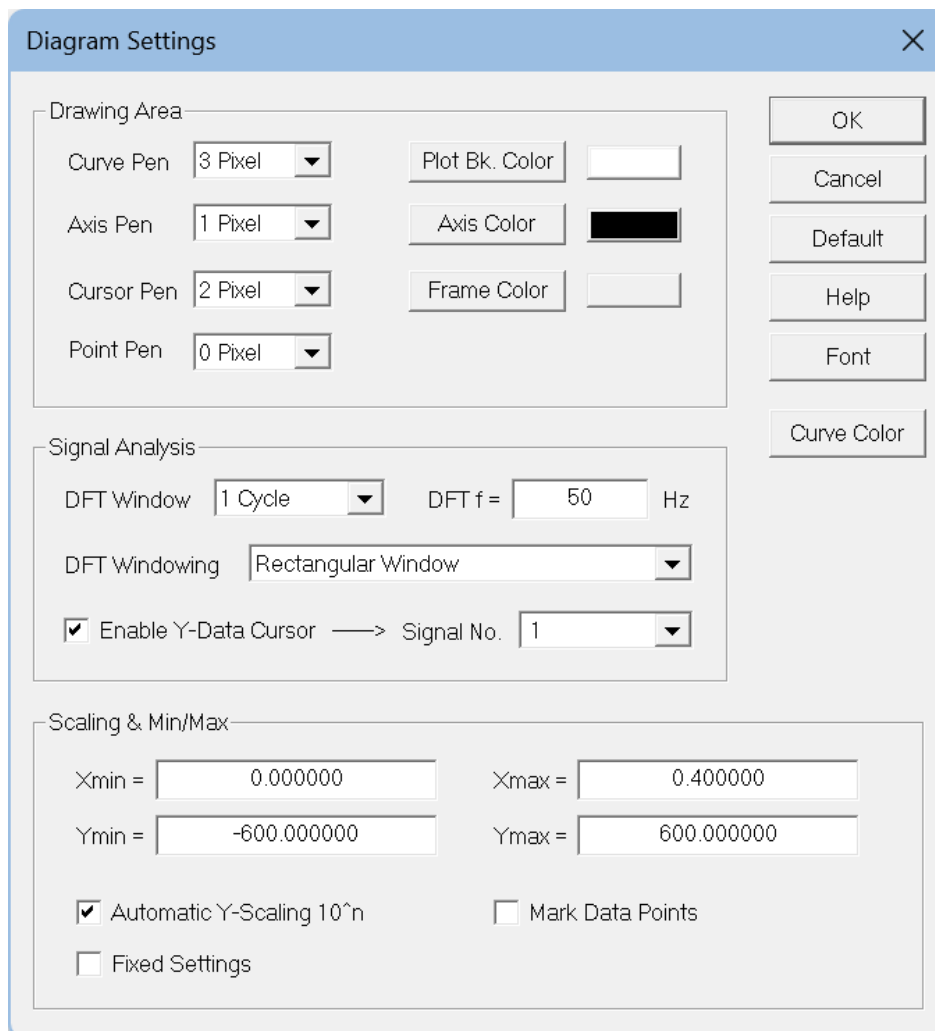 Diagram Settings
Drawing Area
Curve Pen 3 Pixel Plot Bk. Color
Axis Pen 1 Pixel Axis Color
Cursor Pen 2 Pixel Frame Color
Point Pen 0 Pixel
OK
Cancel
Default
Help
Font
Curve Color
Signal Analysis
DFT Window 1 Cycle DFT f = 50 Hz
DFT Windowing Rectangular Window
Enable Y-Data Cursor ---> Signal No. 1
Scaling & Min/Max
Xmin = 0.000000 Xmax = 0.400000
Ymin = -600.000000 Ymax = 600.000000
Automatic Y-Scaling 10^n Mark Data Points
Fixed Settings